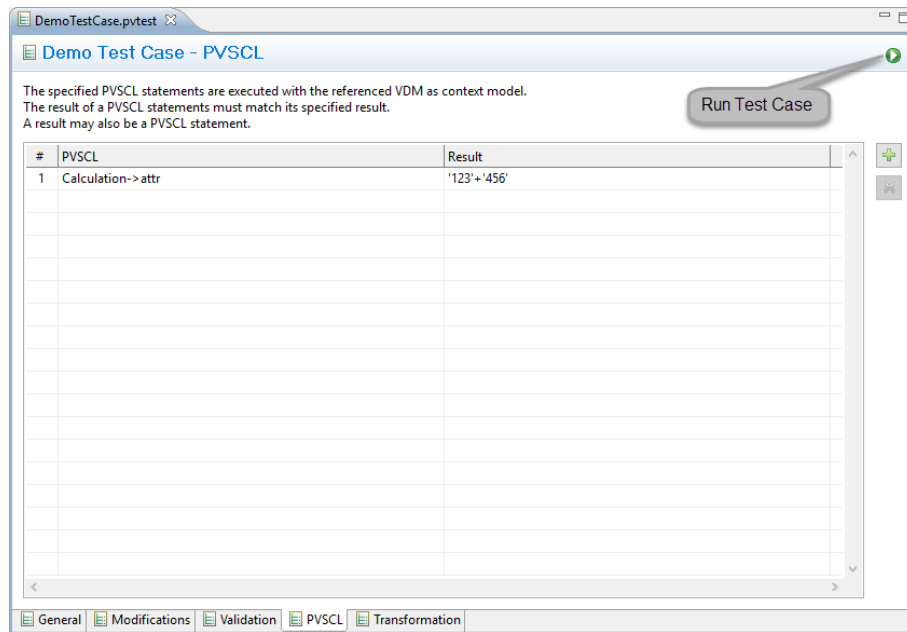 DemoTestCase.pvtest
Demo Test Case - PVSCL
The specified PVSCL statements are executed with the referenced VDM as context model.
The result of a PVSCL statements must match its specified result.
A result may also be a PVSCL statement.
Run Test Case
# PVSCL Result
1 Calculation->attr '123'+'456'
General Modifications Validation PVSCL Transformation